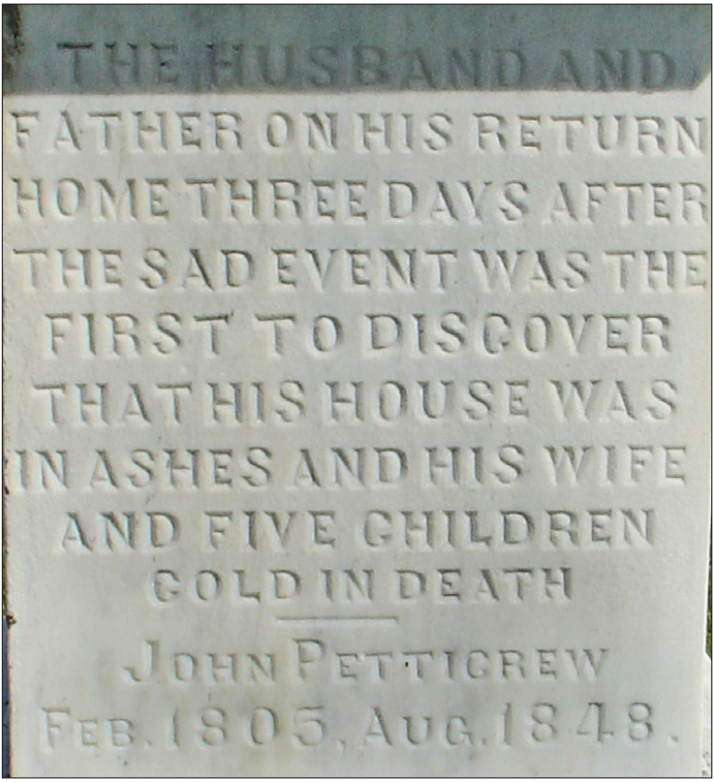 THE HUSBAND AND
FATHER ON HIS RETURN
HOME THREE DAYS AFTER
THE SAD EVENT WAS THE
FIRST TO DISCOVER
THAT HIS HOUSE WAS
IN ASHES AND HIS WIFE
AND FIVE CHILDREN
COLD IN DEATH
JOHN PETTIGREW
FEB. 1805, AUG. 1848.